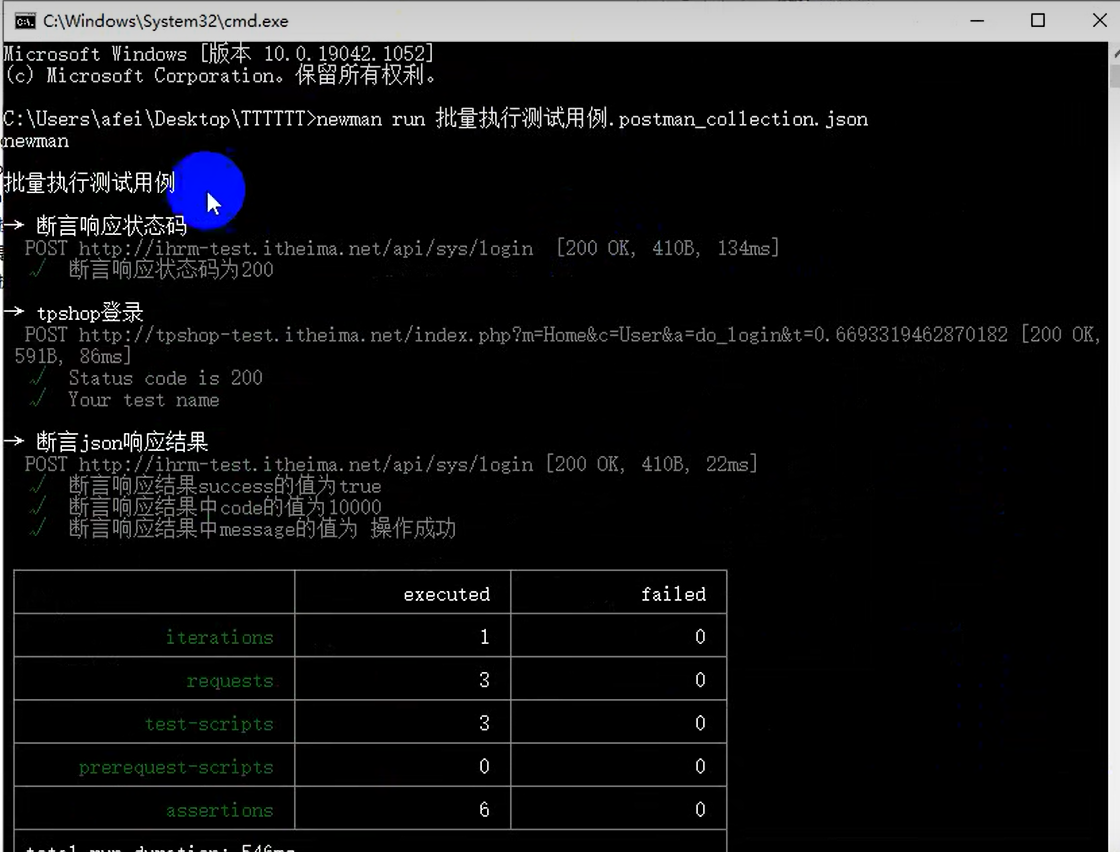 C:\Windows\System32\cmd.exe
Microsoft Windows [版本 10.0.19042.1052]
(c) Microsoft Corporation。保留所有权利。
C:\Users\afei\Desktop\TTTTTT>newman run 批量执行测试用例.postman_collection.json
newman
批量执行测试用例
→ 断言响应状态码
POST http://ihrm-test.itheima.net/api/sys/login [200 OK, 410B, 134ms]
√ 断言响应状态码为200
→ tpshop登录
POST http://tpshop-test.itheima.net/index.php?m=Home&c=User&a=do_login&t=0.6693319462870182 [200 OK,
591B, 86ms]
√ Status code is 200
√ Your test name
→ 断言json响应结果
POST http://ihrm-test.itheima.net/api/sys/login [200 OK, 410B, 22ms]
√ 断言响应结果success的值为true
√ 断言响应结果中code的值为10000
√ 断言响应结果中message的值为 操作成功
executed failed
iterations 1 0
requests 3 0
test-scripts 3 0
prerequest-scripts 0 0
assertions 6 0
total run duration: 546ms